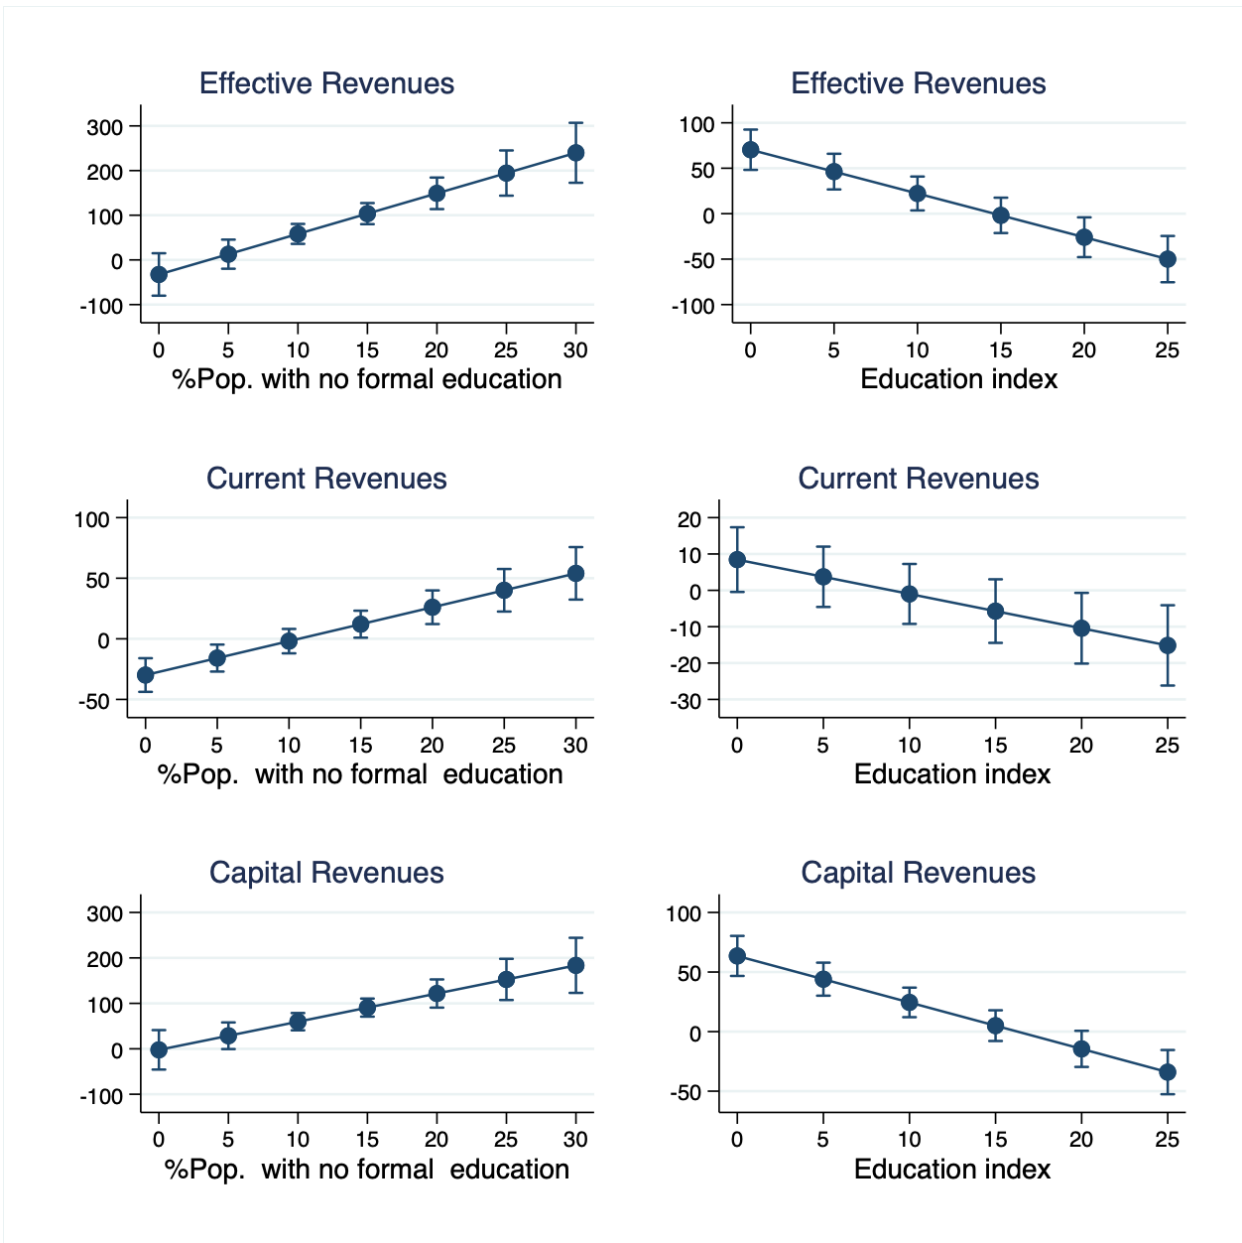 Effective Revenues
300
200
100
0
-100
0 5 10 15 20 25 30
%Pop. with no formal education
Effective Revenues
100
50
0
-50
-100
0 5 10 15 20 25
Education index
Current Revenues
100
50
0
-50
0 5 10 15 20 25 30
%Pop.  with no formal  education
Current Revenues
20
10
0
-10
-20
-30
0 5 10 15 20 25
Education index
Capital Revenues
300
200
100
0
-100
0 5 10 15 20 25 30
%Pop.  with no formal  education
Capital Revenues
100
50
0
-50
0 5 10 15 20 25
Education index